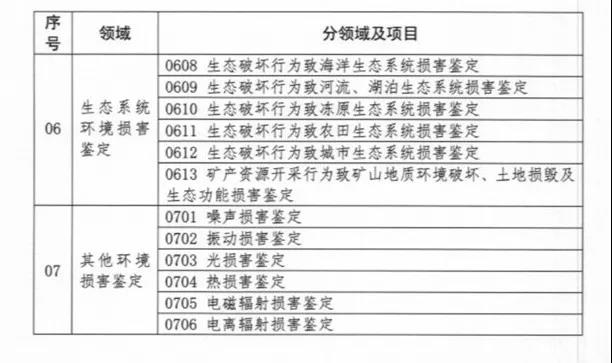 序号 领域 分领域及项目
06 生态系统环境损害鉴定
0608 生态破坏行为致海洋生态系统损害鉴定
0609 生态破坏行为致河流、湖泊生态系统损害鉴定
0610 生态破坏行为致冻原生态系统损害鉴定
0611 生态破坏行为致农田生态系统损害鉴定
0612 生态破坏行为致城市生态系统损害鉴定
0613 矿产资源开采行为致矿山地质环境破坏、土地损毁及
生态功能损害鉴定
07 其他环境损害鉴定
0701 噪声损害鉴定
0702 振动损害鉴定
0703 光损害鉴定
0704 热损害鉴定
0705 电磁辐射损害鉴定
0706 电离辐射损害鉴定